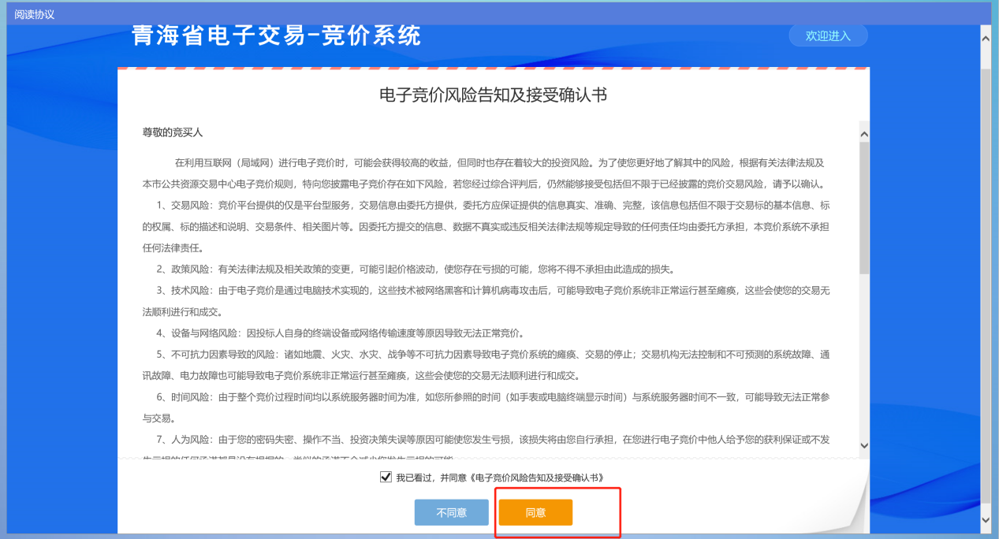 阅读协议
青海省电子交易-竞价系统
欢迎进入
电子竞价风险告知及接受确认书
尊敬的竞买人
在利用互联网（局域网）进行电子竞价时，可能会获得较高的收益，但同时也存在着较大的投资风险。为了使您更好地了解其中的风险，根据有关法律法规及
本市公共资源交易中心电子竞价规则，特向您披露电子竞价存在如下风险，若您经过综合评判后，仍然能够接受包括但不限于已经披露的竞价交易风险，请予以确认。
1、交易风险：竞价平台提供的仅是平台型服务，交易信息由委托方提供，委托方应保证提供的信息真实、准确、完整，该信息包括但不限于交易标的基本信息、标
的权属、标的描述和说明、交易条件、相关图片等。因委托方提交的信息、数据不真实或违反相关法律法规等规定导致的任何责任均由委托方承担，本竞价系统不承担
任何法律责任。
2、政策风险：有关法律法规及相关政策的变更，可能引起价格波动，使您存在亏损的可能，您将不得不承担由此造成的损失。
3、技术风险：由于电子竞价是通过电脑技术实现的，这些技术被网络黑客和计算机病毒攻击后，可能导致电子竞价系统非正常运行甚至瘫痪，这些会使您的交易无
法顺利进行和成交。
4、设备与网络风险：因投标人自身的终端设备或网络传输速度等原因导致无法正常竞价。
5、不可抗力因素导致的风险：诸如地震、火灾、水灾、战争等不可抗力因素导致电子竞价系统的瘫痪、交易的停止；交易机构无法控制和不可预测的系统故障、通
讯故障、电力故障也可能导致电子竞价系统非正常运行甚至瘫痪，这些会使您的交易无法顺利进行和成交。
6、时间风险：由于整个竞价过程时间均以系统服务器时间为准，如您所参照的时间（如手表或电脑终端显示时间）与系统服务器时间不一致，可能导致无法正常参
与交易。
7、人为风险：由于您的密码失密、操作不当、投资决策失误等原因可能使您发生亏损，该损失将由您自行承担，在您进行电子竞价中他人给予您的获利保证或不发
我已看过，并同意《电子竞价风险告知及接受确认书》
不同意
同意